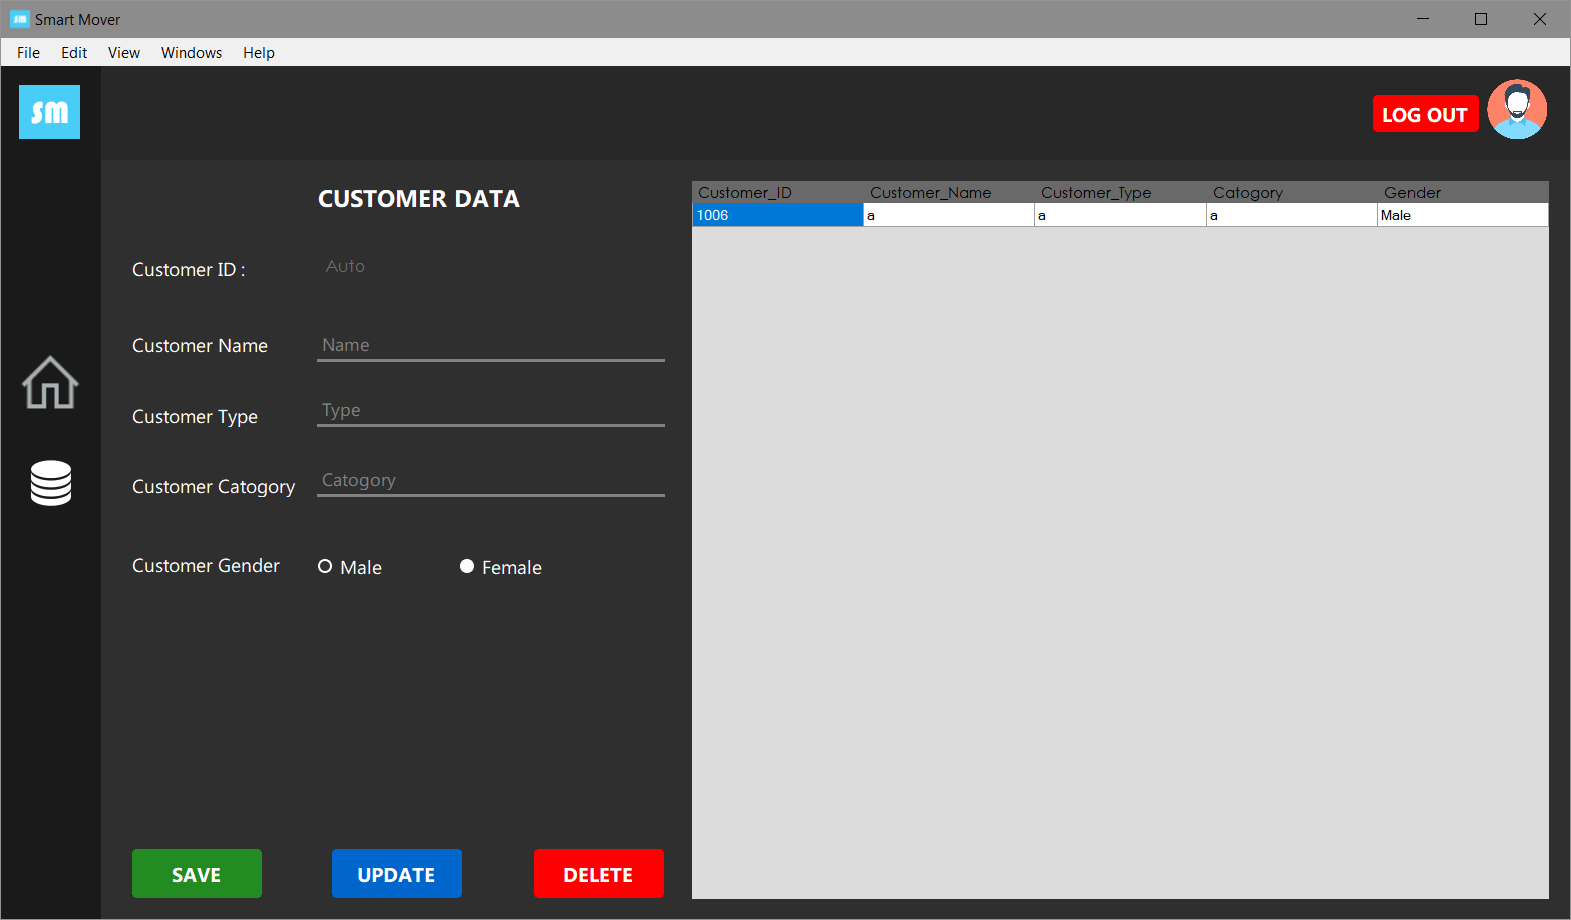 sm Smart Mover
File Edit View Windows Help
sm
LOG OUT
CUSTOMER DATA
Customer ID : Auto
Customer Name Name
Customer Type Type
Customer Catogory Catogory
Customer Gender Male Female
SAVE UPDATE DELETE
Customer_ID Customer_Name Customer_Type Catogory Gender
1006 a a a Male